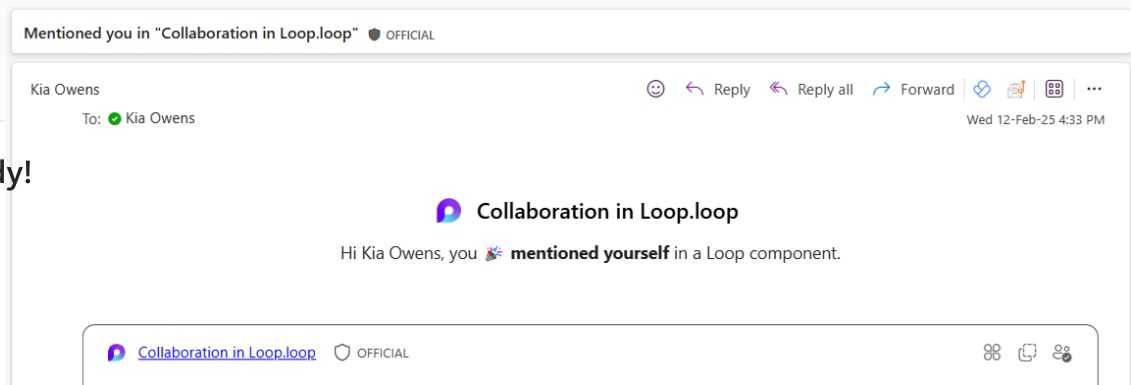 Mentioned you in "Collaboration in Loop.loop" OFFICIAL
Kia Owens
Reply Reply all Forward
To: Kia Owens
Wed 12-Feb-25 4:33 PM
dy!
Collaboration in Loop.loop
Hi Kia Owens, you 🎉 mentioned yourself in a Loop component.
Collaboration in Loop.loop OFFICIAL